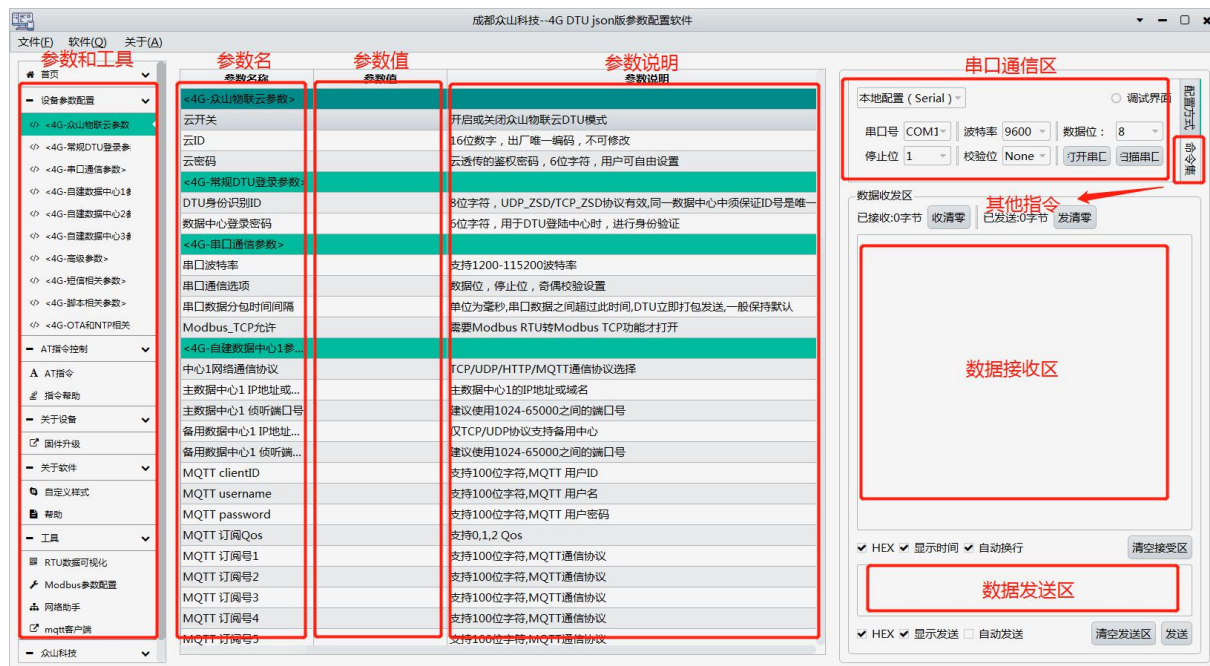 成都众山科技--4G DTU json版参数配置软件
文件(F) 软件(Q) 关于(A)
参数和工具
首页
设备参数配置
<4G-众山物联云参数
<4G-常规DTU登录参
<4G-串口通信参数>
<4G-自建数据中心1参
<4G-自建数据中心2参
<4G-自建数据中心3参
<4G-高级参数>
<4G-短信相关参数>
<4G-脚本相关参数>
<4G-OTA和NTP相关
AT指令控制
AT指令
指令帮助
关于设备
固件升级
关于软件
自定义样式
帮助
工具
RTU数据可视化
Modbus参数配置
网络助手
mqtt客户端
众山科技
参数名 参数值 参数说明
参数名称 参数值 参数说明
<4G-众山物联云参数>
云开关 开启或关闭众山物联云DTU模式
云ID 16位数字，出厂唯一编码，不可修改
云密码 云透传的鉴权密码，6位字符，用户可自由设置
<4G-常规DTU登录参数>
DTU身份识别ID 8位字符，UDP_ZSD/TCP_ZSD协议有效,同一数据中心中须保证ID号是唯一
数据中心登录密码 6位字符，用于DTU登陆中心时，进行身份验证
<4G-串口通信参数>
串口波特率 支持1200-115200波特率
串口通信选项 数据位，停止位，奇偶校验设置
串口数据分包时间间隔 单位为毫秒,串口数据之间超过此时间,DTU立即打包发送,一般保持默认
Modbus_TCP允许 需要Modbus RTU转Modbus TCP功能才打开
<4G-自建数据中心1参...
中心1网络通信协议 TCP/UDP/HTTP/MQTT通信协议选择
主数据中心1 IP地址或... 主数据中心1的IP地址或域名
主数据中心1 侦听端口号 建议使用1024-65000之间的端口号
备用数据中心1 IP地址... 仅TCP/UDP协议支持备用中心
备用数据中心1 侦听端... 建议使用1024-65000之间的端口号
MQTT clientID 支持100位字符,MQTT 用户ID
MQTT username 支持100位字符,MQTT 用户名
MQTT password 支持100位字符,MQTT 用户密码
MQTT 订阅Qos 支持0,1,2 Qos
MQTT 订阅号1 支持100位字符,MQTT通信协议
MQTT 订阅号2 支持100位字符,MQTT通信协议
MQTT 订阅号3 支持100位字符,MQTT通信协议
MQTT 订阅号4 支持100位字符,MQTT通信协议
MQTT 订阅号5 支持100位字符,MQTT通信协议
串口通信区
本地配置 ( Serial ) 调试界面
串口号 COM1 波特率 9600 数据位： 8
停止位 1 校验位 None 打开串口 扫描串口
配置方式
命令集
数据收发区
其他指令
已接收:0字节 收清零 已发送:0字节 发清零
数据接收区
HEX 显示时间 自动换行 清空接受区
数据发送区
HEX 显示发送 自动发送 清空发送区 发送